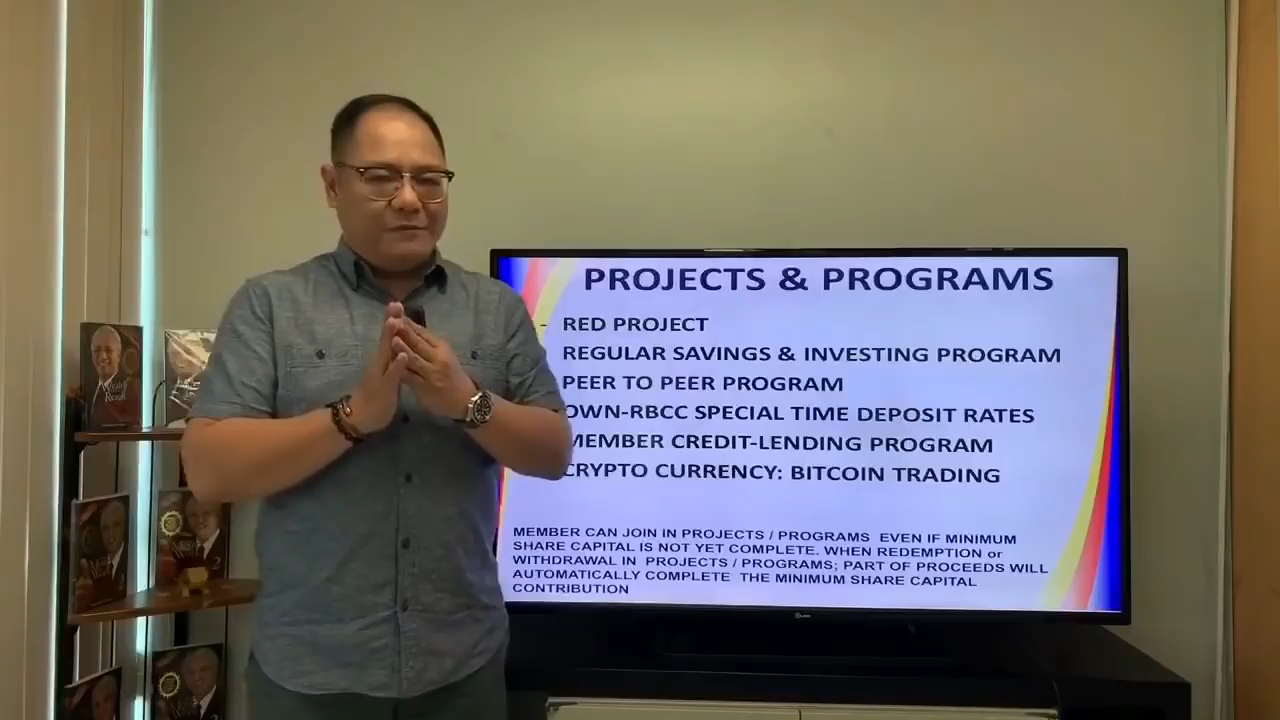 PROJECTS & PROGRAMS
- RED PROJECT
REGULAR SAVINGS & INVESTING PROGRAM
PEER TO PEER PROGRAM
OWN-RBCC SPECIAL TIME DEPOSIT RATES
MEMBER CREDIT-LENDING PROGRAM
CRYPTO CURRENCY: BITCOIN TRADING
MEMBER CAN JOIN IN PROJECTS / PROGRAMS EVEN IF MINIMUM
SHARE CAPITAL IS NOT YET COMPLETE. WHEN REDEMPTION or
WITHDRAWAL IN PROJECTS / PROGRAMS; PART OF PROCEEDS WILL
AUTOMATICALLY COMPLETE THE MINIMUM SHARE CAPITAL
CONTRIBUTION
Wealth
Reach